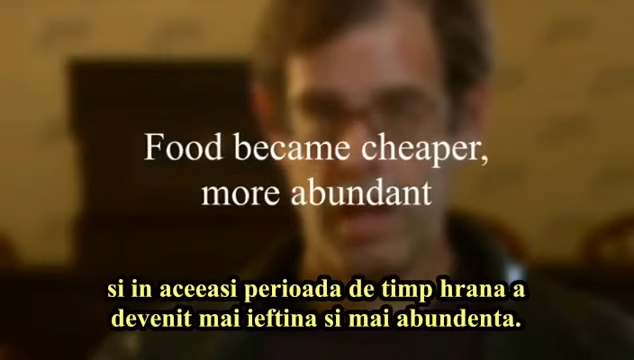 Food became cheaper,
more abundant
si in aceeasi perioada de timp hrana a
devenit mai ieftina si mai abundenta.